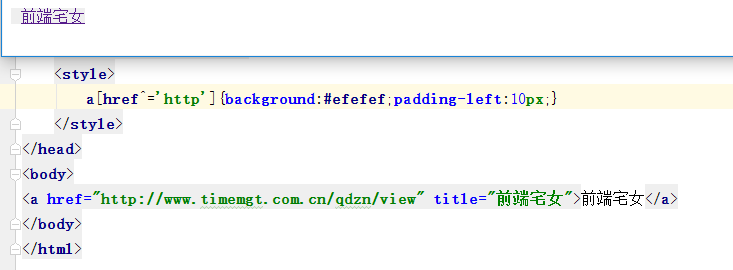 前端宅女
<style>
a[href^='http']{background:#efefef;padding-left:10px;}
</style>
</head>
<body>
<a href="http://www.timemgt.com.cn/qdzn/view" title="前端宅女">前端宅女</a>
</body>
</html>